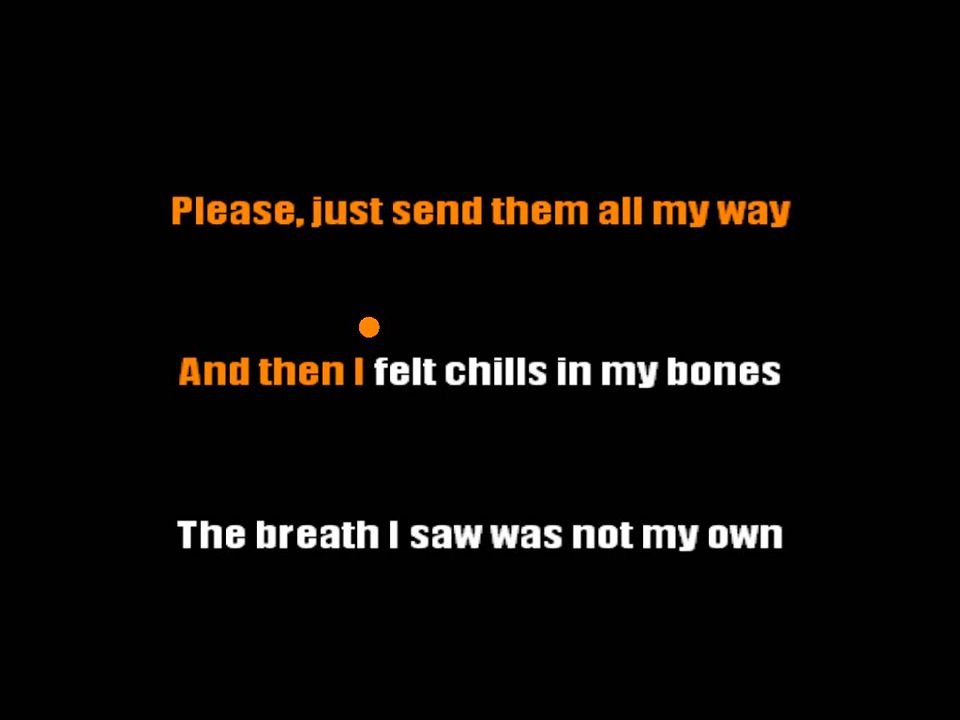 Please, just send them all my way
And then I felt chills in my bones
The breath I saw was not my own